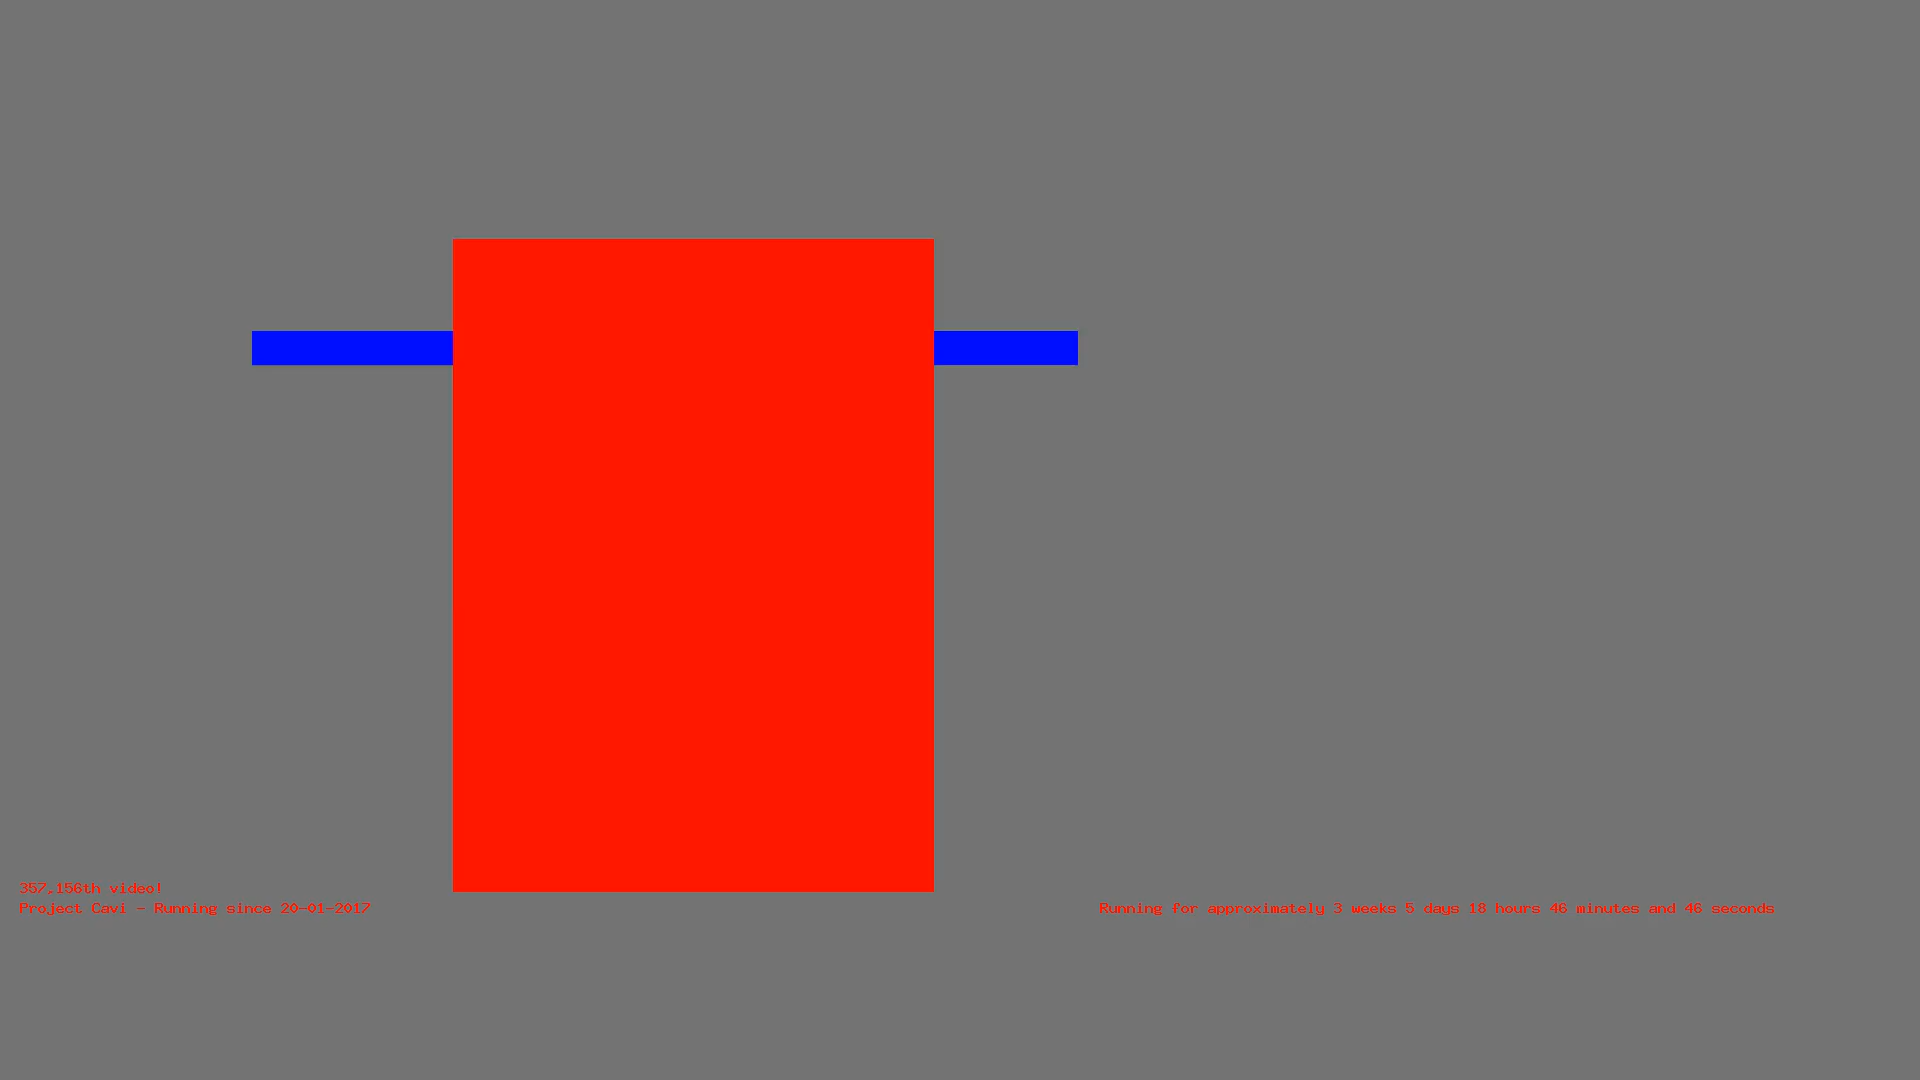 357,156th video!
Project Cavi - Running since 20-01-2017
Running for approximately 3 weeks 5 days 18 hours 46 minutes and 46 seconds